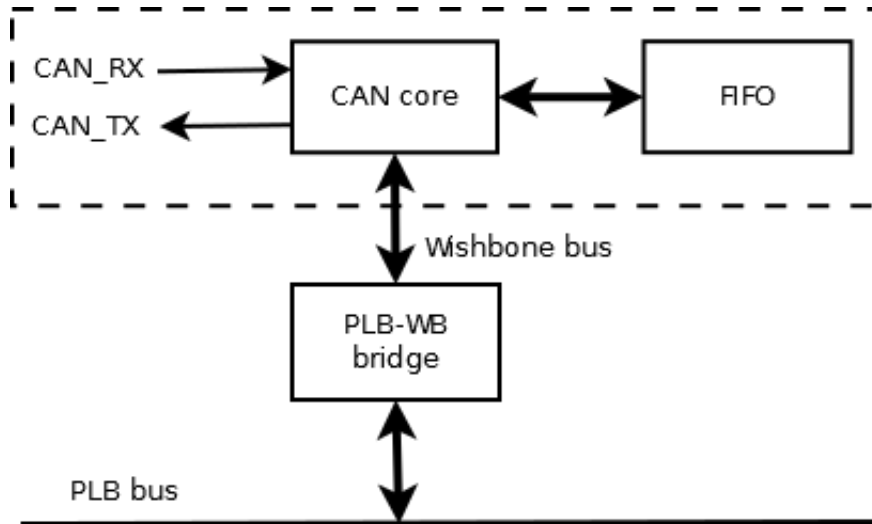 CAN_RX
CAN_TX
CAN core
FIFO
Wishbone bus
PLB-WB
bridge
PLB bus